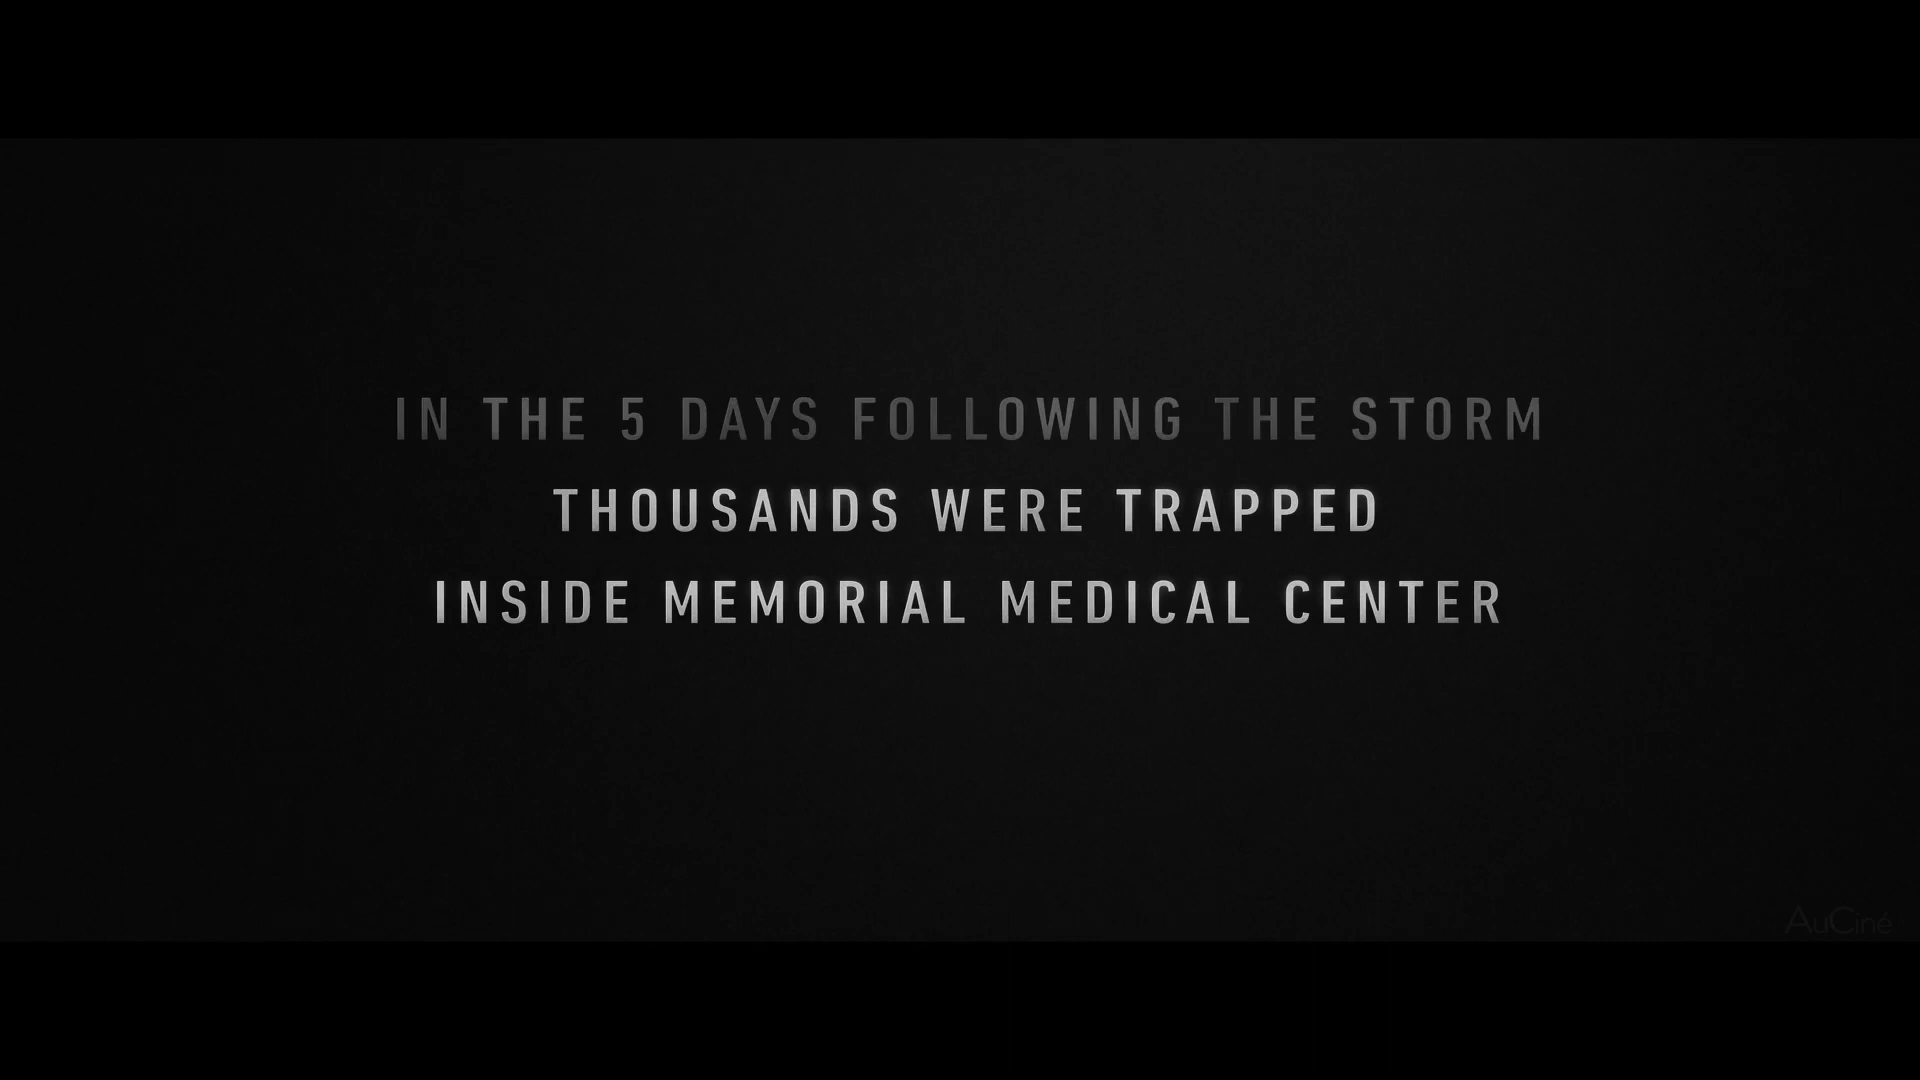 IN THE 5 DAYS FOLLOWING THE STORM
THOUSANDS WERE TRAPPED
INSIDE MEMORIAL MEDICAL CENTER
AuCiné